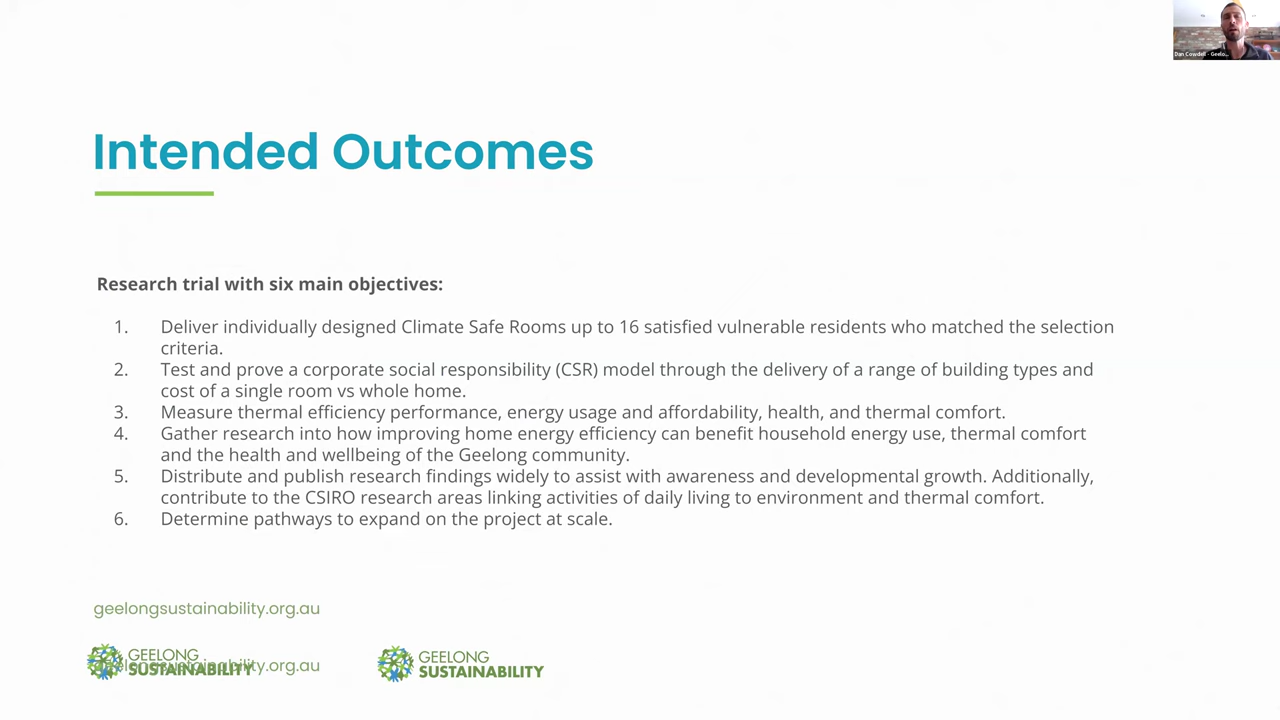 Dan Cowdell - Geelo...
Intended Outcomes
Research trial with six main objectives:
1. Deliver individually designed Climate Safe Rooms up to 16 satisfied vulnerable residents who matched the selection
criteria.
2. Test and prove a corporate social responsibility (CSR) model through the delivery of a range of building types and
cost of a single room vs whole home.
3. Measure thermal efficiency performance, energy usage and affordability, health, and thermal comfort.
4. Gather research into how improving home energy efficiency can benefit household energy use, thermal comfort
and the health and wellbeing of the Geelong community.
5. Distribute and publish research findings widely to assist with awareness and developmental growth. Additionally,
contribute to the CSIRO research areas linking activities of daily living to environment and thermal comfort.
6. Determine pathways to expand on the project at scale.
geelongsustainability.org.au
GEELONG
SUSTAINABILITY
geelongsustainability.org.au
GEELONG
SUSTAINABILITY